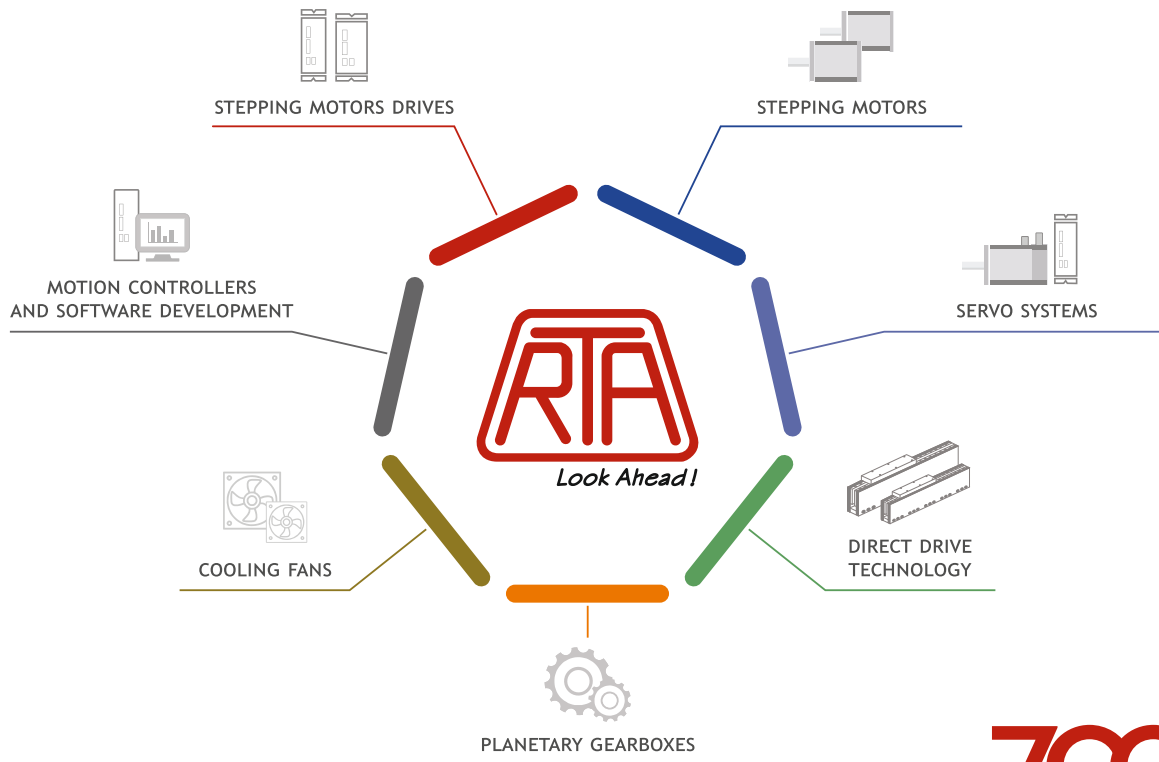 STEPPING MOTORS DRIVES
STEPPING MOTORS
MOTION CONTROLLERS
AND SOFTWARE DEVELOPMENT
SERVO SYSTEMS
RTA
Look Ahead!
COOLING FANS
DIRECT DRIVE
TECHNOLOGY
PLANETARY GEARBOXES